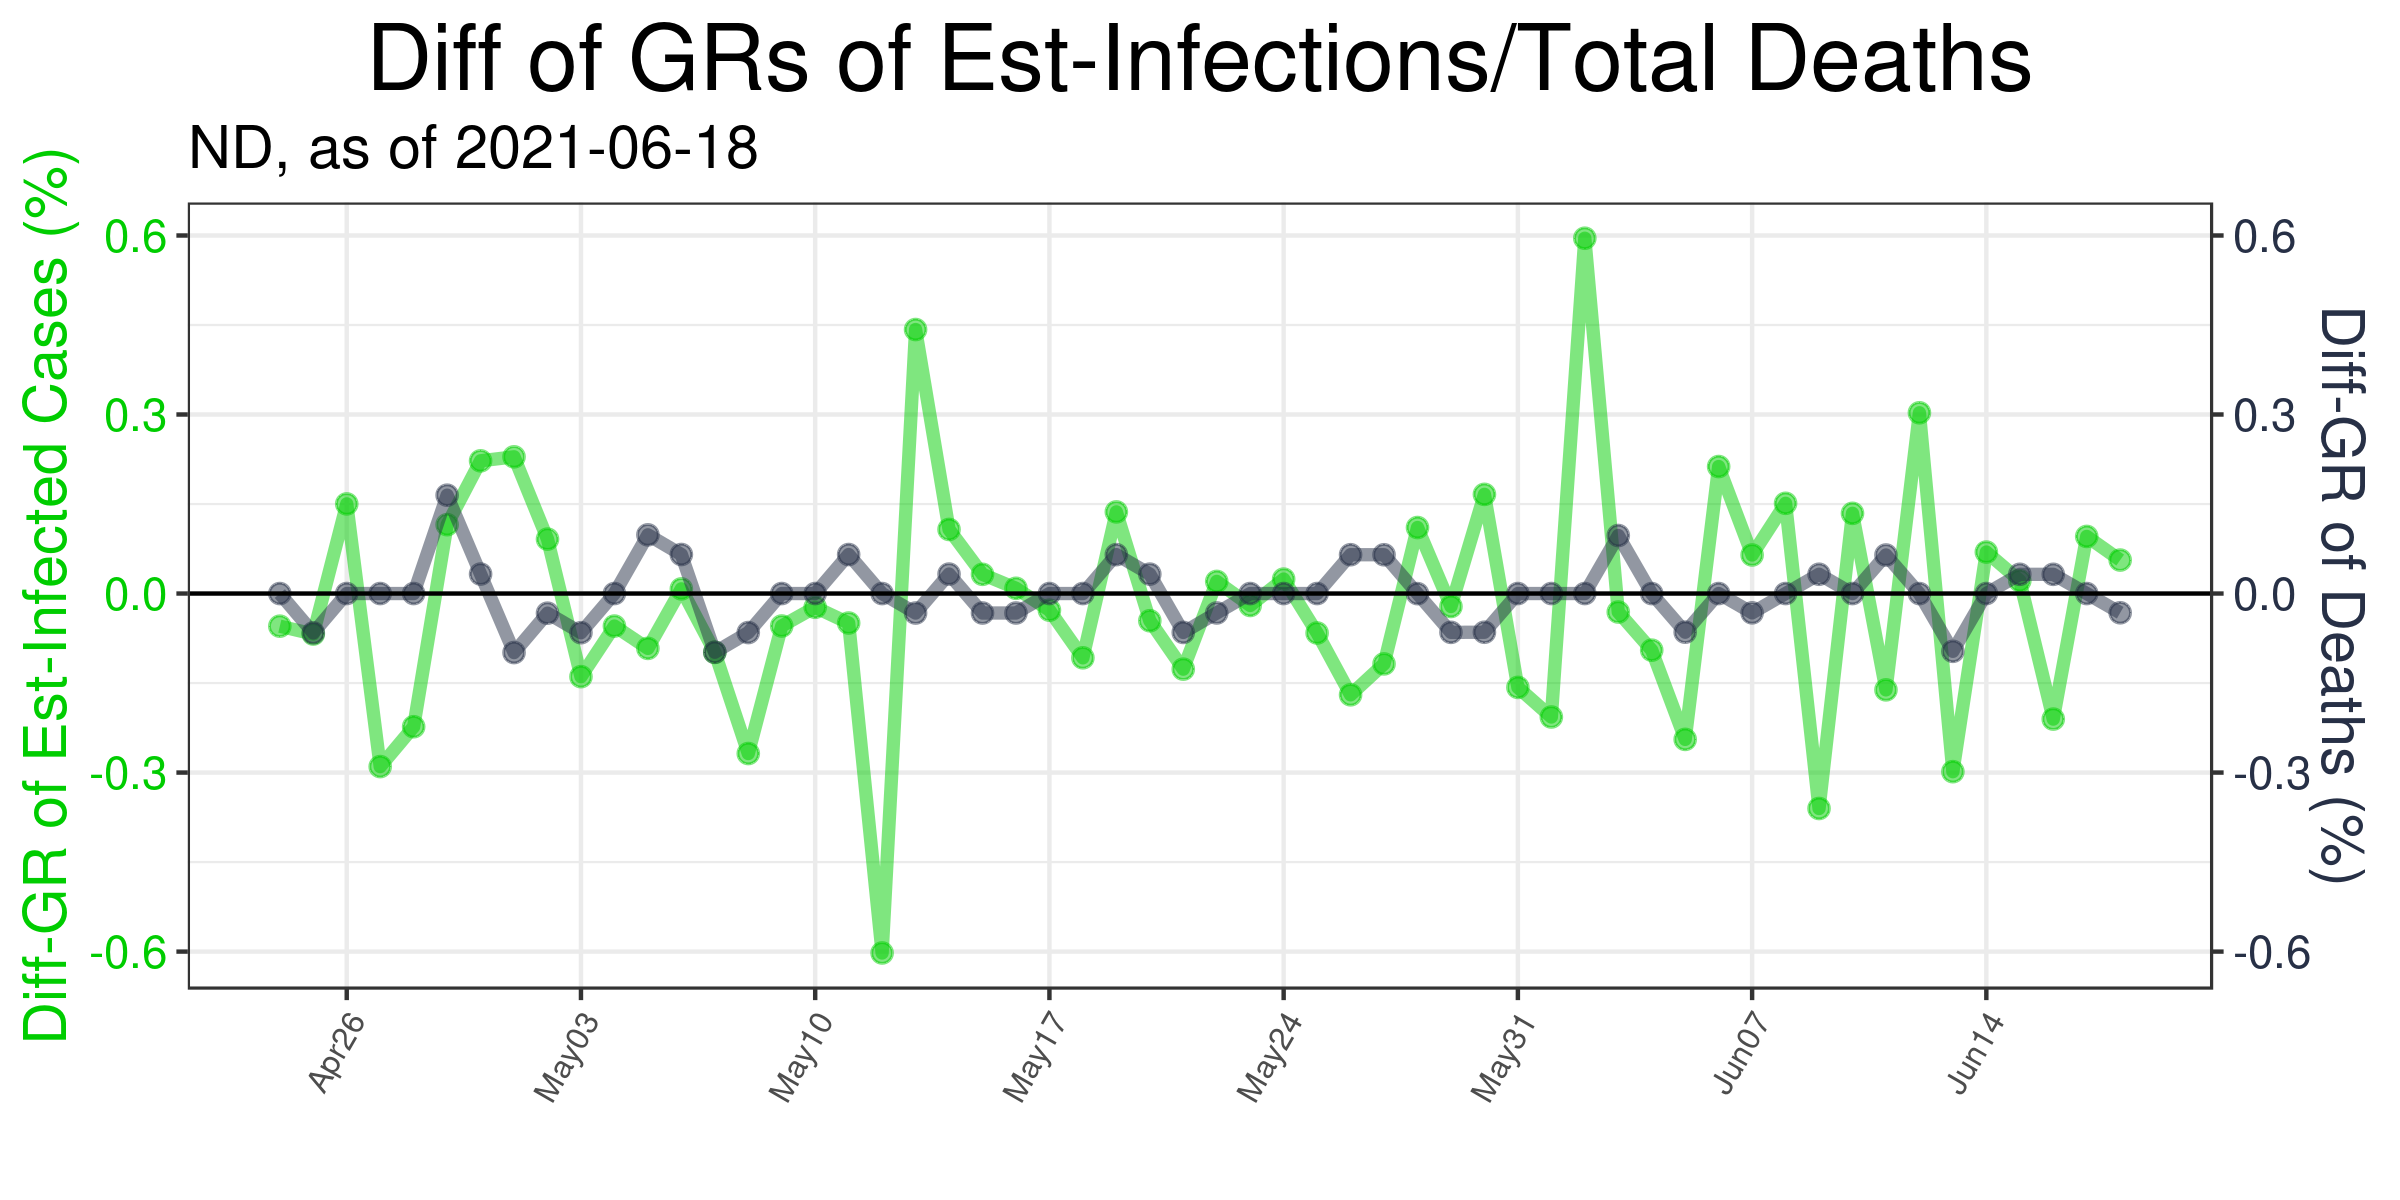 Diff of GRs of Est-Infections/Total Deaths
ND, as of 2021-06-18
Diff-GR of Est-Infected Cases (%)
0.6
0.3
0.0
-0.3
-0.6
0.6
0.3
0.0
-0.3
-0.6
Diff-GR of Deaths (%)
Apr26
May03
May10
May17
May24
May31
Jun07
Jun14